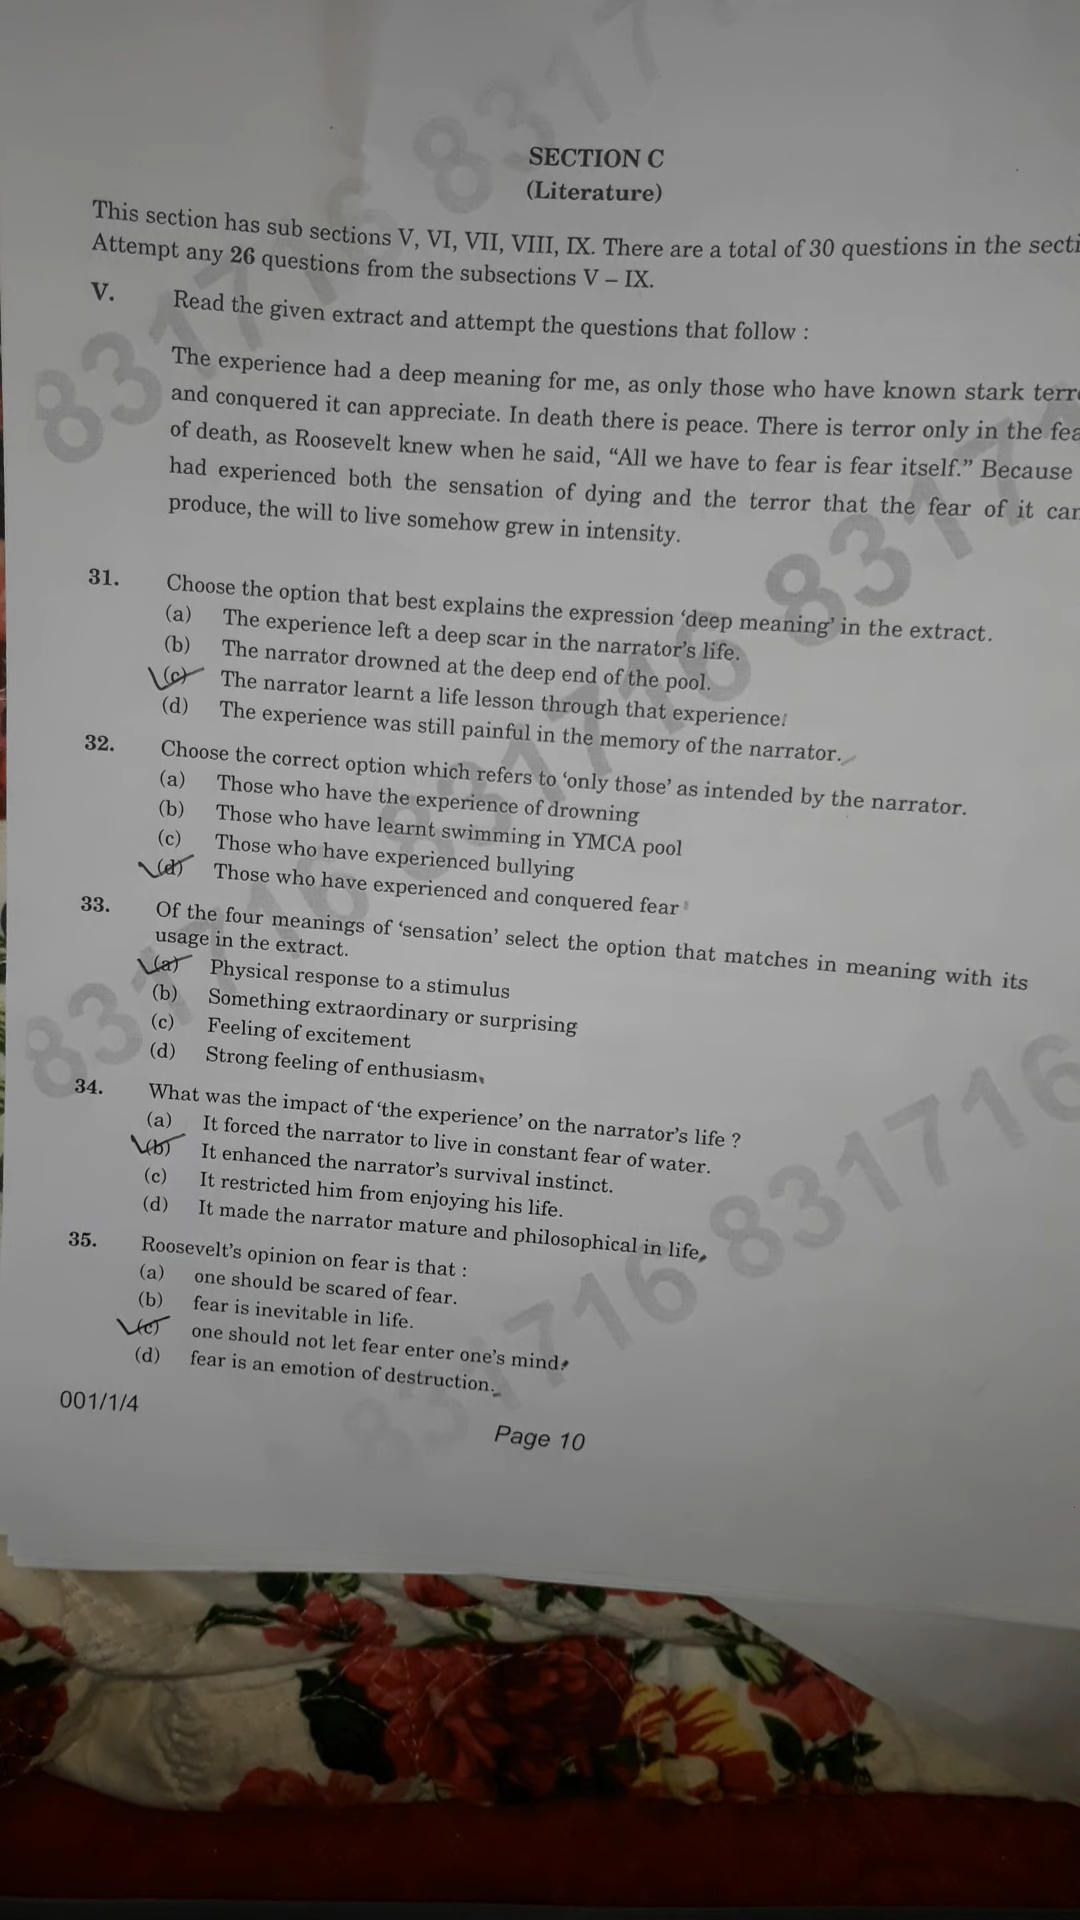 SECTION C
(Literature)
This section has sub sections V, VI, VII, VIII, IX. There are a total of 30 questions in the secti
Attempt any 26 questions from the subsections V – IX.
V. Read the given extract and attempt the questions that follow :
The experience had a deep meaning for me, as only those who have known stark terr
and conquered it can appreciate. In death there is peace. There is terror only in the fea
of death, as Roosevelt knew when he said, “All we have to fear is fear itself.” Because
had experienced both the sensation of dying and the terror that the fear of it can
produce, the will to live somehow grew in intensity.
31. Choose the option that best explains the expression ‘deep meaning’ in the extract.
(a) The experience left a deep scar in the narrator’s life.
(b) The narrator drowned at the deep end of the pool.
(c) The narrator learnt a life lesson through that experience.
(d) The experience was still painful in the memory of the narrator.
32. Choose the correct option which refers to ‘only those’ as intended by the narrator.
(a) Those who have the experience of drowning
(b) Those who have learnt swimming in YMCA pool
(c) Those who have experienced bullying
(d) Those who have experienced and conquered fear
33. Of the four meanings of ‘sensation’ select the option that matches in meaning with its
usage in the extract.
(a) Physical response to a stimulus
(b) Something extraordinary or surprising
(c) Feeling of excitement
(d) Strong feeling of enthusiasm
34. What was the impact of ‘the experience’ on the narrator’s life ?
(a) It forced the narrator to live in constant fear of water.
(b) It enhanced the narrator’s survival instinct.
(c) It restricted him from enjoying his life.
(d) It made the narrator mature and philosophical in life.
35. Roosevelt’s opinion on fear is that :
(a) one should be scared of fear.
(b) fear is inevitable in life.
(c) one should not let fear enter one’s mind.
(d) fear is an emotion of destruction.
001/1/4
Page 10
831716 831716
831716 831716 831716
831716 831716